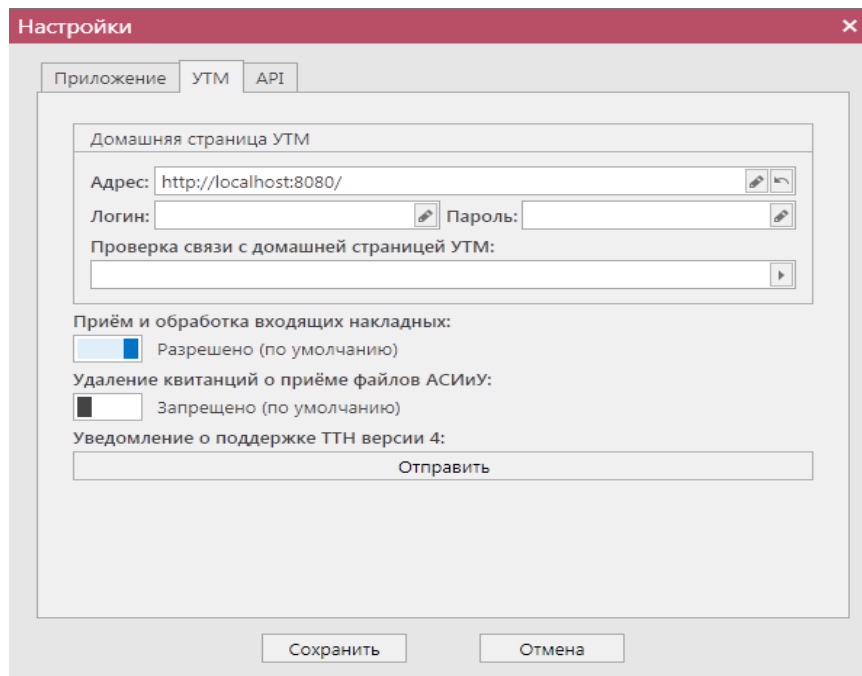 Настройки
Приложение УТМ API
Домашняя страница УТМ
Адрес: http://localhost:8080/
Логин: Пароль:
Проверка связи с домашней страницей УТМ:
Приём и обработка входящих накладных:
Разрешено (по умолчанию)
Удаление квитанций о приёме файлов АСИиУ:
Запрещено (по умолчанию)
Уведомление о поддержке ТТН версии 4:
Отправить
Сохранить Отмена